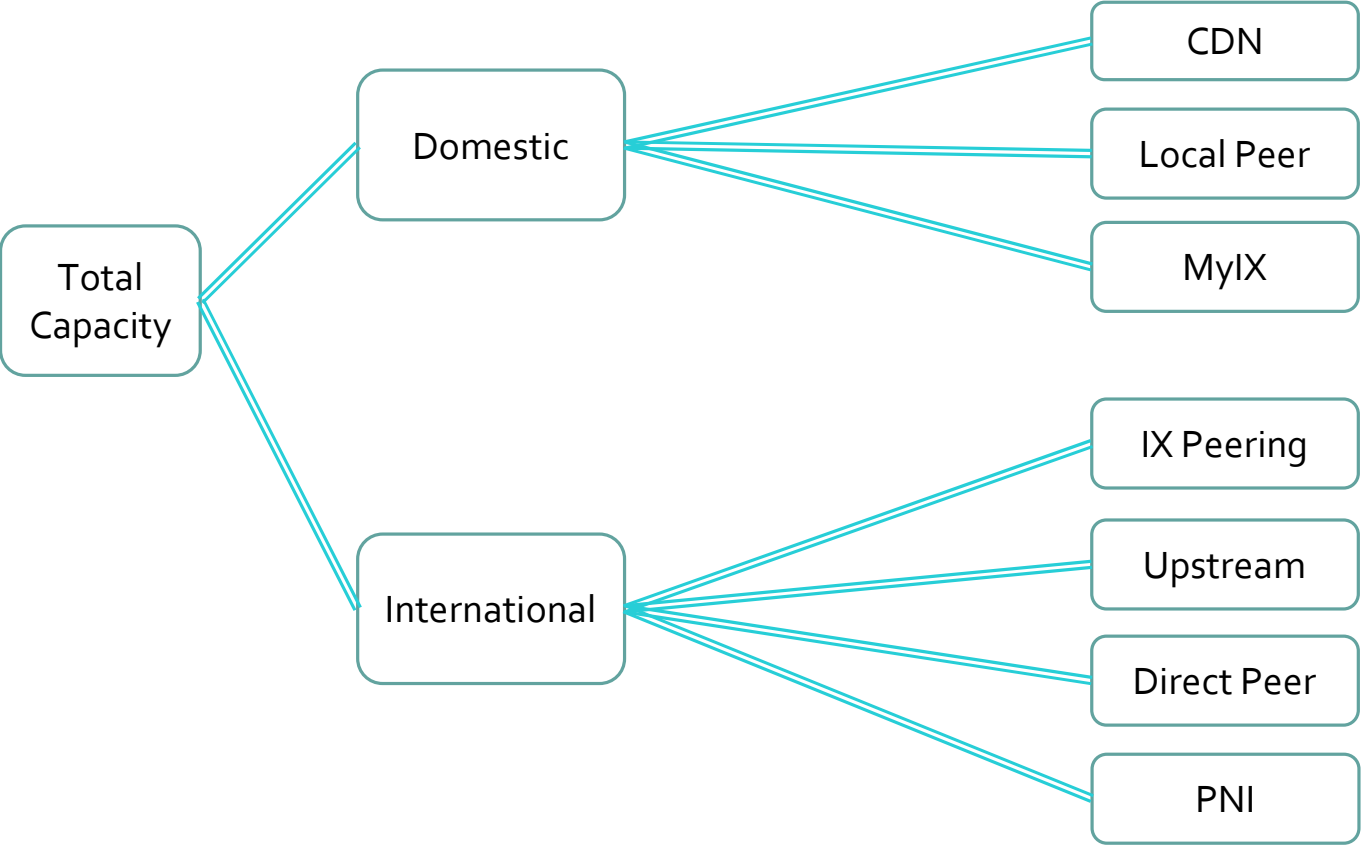 Total
Capacity
Domestic
International
CDN
Local Peer
MyIX
IX Peering
Upstream
Direct Peer
PNI